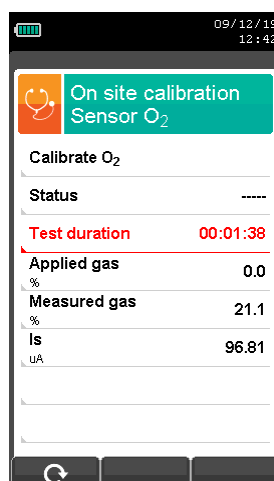 09/12/19
12:42
On site calibration
Sensor O₂
Calibrate O₂
Status -----
Test duration 00:01:38
Applied gas 0.0
%
Measured gas 21.1
%
Is 96.81
uA